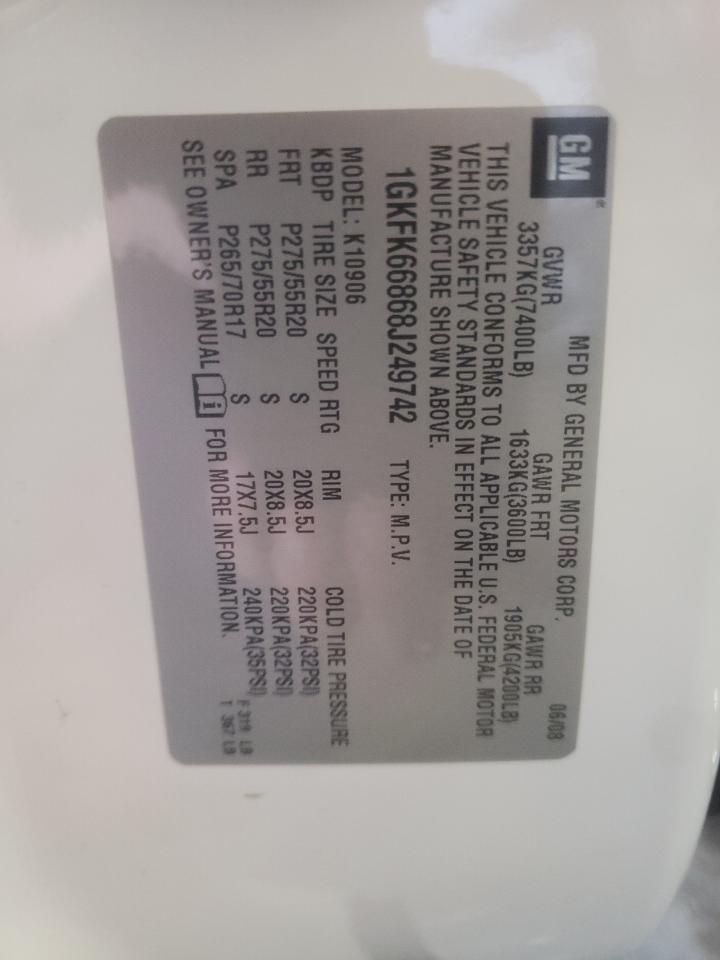 GM
MFD BY GENERAL MOTORS CORP. 06/08
GVWR GAWR FRT GAWR RR
3357KG(7400LB) 1633KG(3600LB) 1905KG(4200LB)
THIS VEHICLE CONFORMS TO ALL APPLICABLE U.S. FEDERAL MOTOR
VEHICLE SAFETY STANDARDS IN EFFECT ON THE DATE OF
MANUFACTURE SHOWN ABOVE.
1GKFK66868J249742 TYPE: M.P.V.
MODEL: K10906
KBDP TIRE SIZE SPEED RTG RIM COLD TIRE PRESSURE
FRT P275/55R20 S 20X8.5J 220KPA(32PSI)
RR P275/55R20 S 20X8.5J 220KPA(32PSI)
SPA P265/70R17 S 17X7.5J 240KPA(35PSI)
SEE OWNER'S MANUAL i FOR MORE INFORMATION.
F 319 LB
T 367 LB